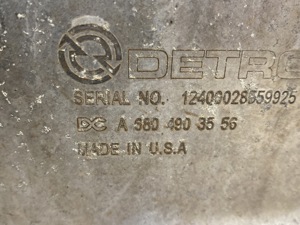 DETRO
SERIAL NO. 12400028659925
DC A 680 490 35 56
MADE IN U.S.A